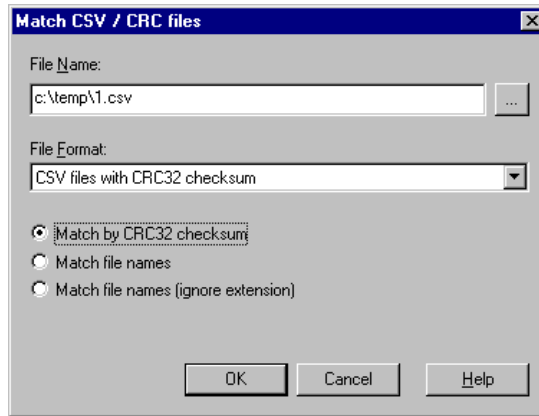 Match CSV / CRC files
File Name:
c:\temp\1.csv
...
File Format:
CSV files with CRC32 checksum
Match by CRC32 checksum
Match file names
Match file names (ignore extension)
OK Cancel Help